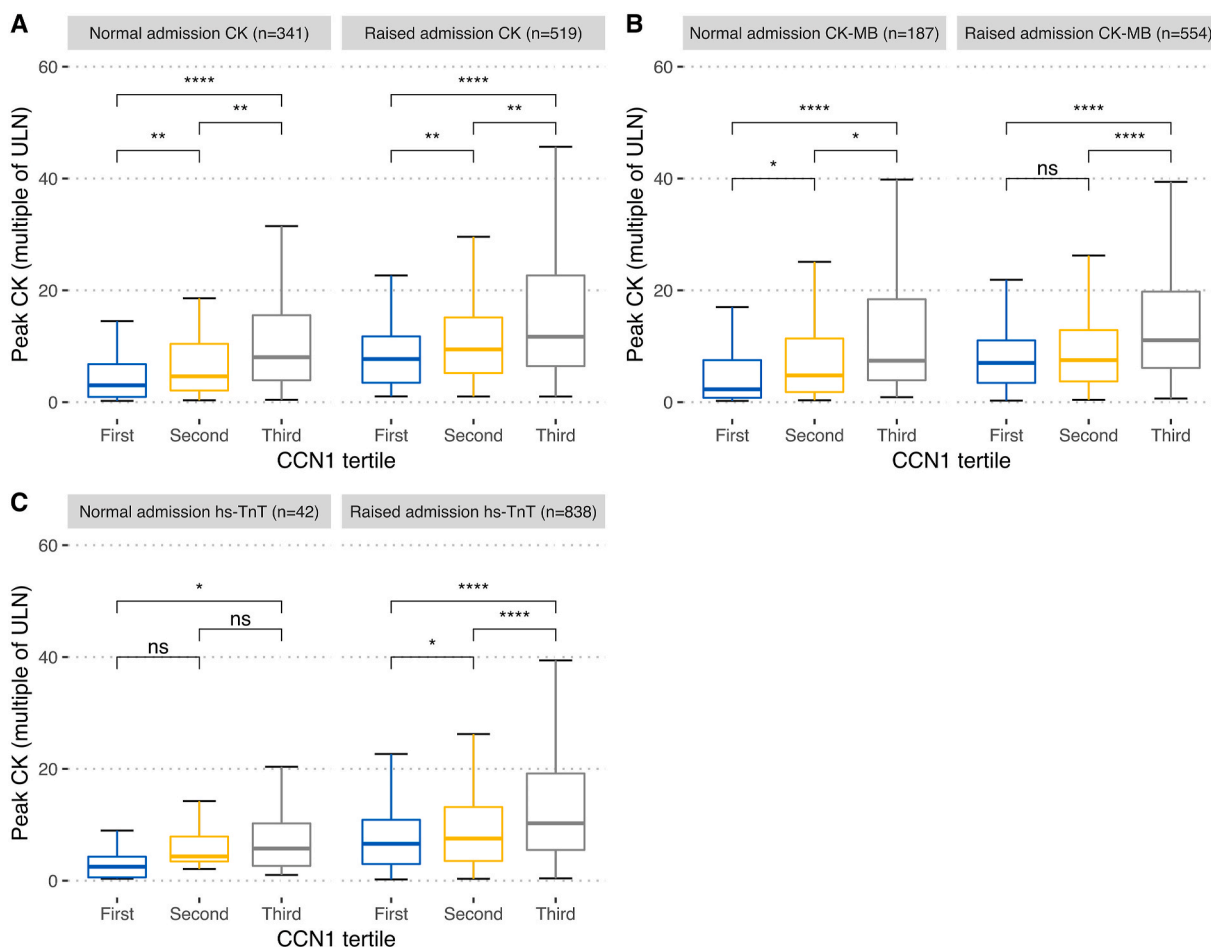 A
Normal admission CK (n=341)
Raised admission CK (n=519)
Peak CK (multiple of ULN)
60
40
20
0
****
**
**
****
**
**
First
Second
Third
First
Second
Third
CCN1 tertile
B
Normal admission CK-MB (n=187)
Raised admission CK-MB (n=554)
Peak CK (multiple of ULN)
60
40
20
0
****
*
*
****
****
ns
First
Second
Third
First
Second
Third
CCN1 tertile
C
Normal admission hs-TnT (n=42)
Raised admission hs-TnT (n=838)
Peak CK (multiple of ULN)
60
40
20
0
*
ns
ns
****
****
*
First
Second
Third
First
Second
Third
CCN1 tertile